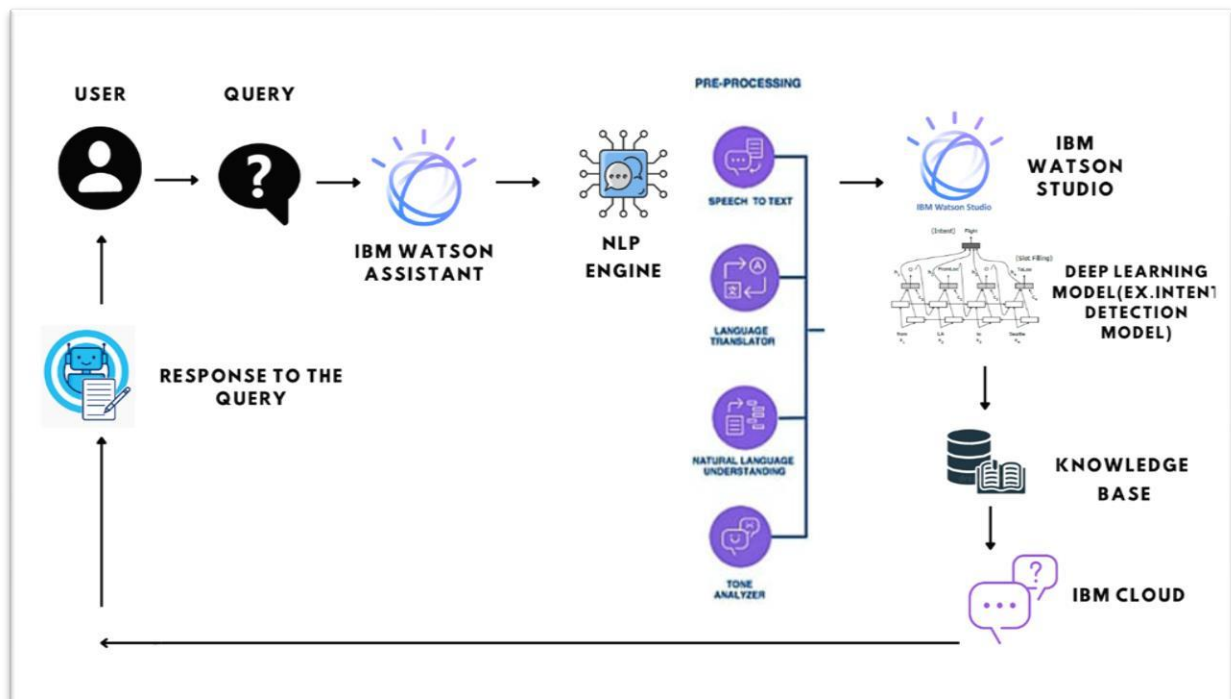 USER
QUERY
IBM WATSON
ASSISTANT
NLP
ENGINE
PRE-PROCESSING
SPEECH TO TEXT
LANGUAGE
TRANSLATOR
NATURAL LANGUAGE
UNDERSTANDING
TONE
ANALYZER
IBM Watson Studio
IBM
WATSON
STUDIO
(Intent)
Flight
(Slot Filling)
DEEP LEARNING
MODEL(EX.INTENT
DETECTION
MODEL)
KNOWLEDGE
BASE
IBM CLOUD
RESPONSE TO THE
QUERY